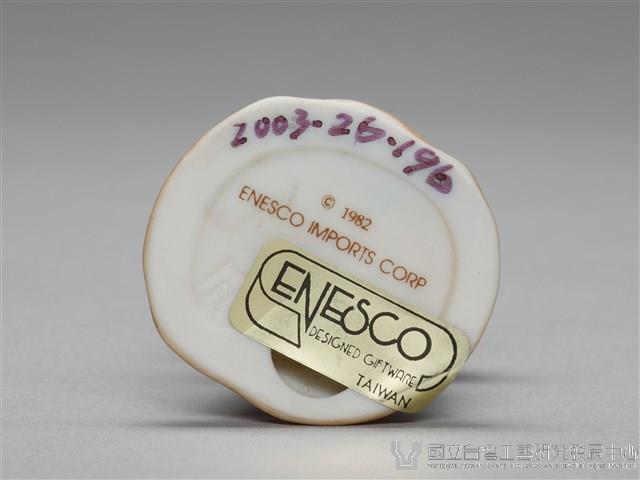 2003-26-196
© 1982
ENESCO IMPORTS CORP
ENESCO
DESIGNED GIFTWARE
TAIWAN
國立台灣工藝研究發展中心